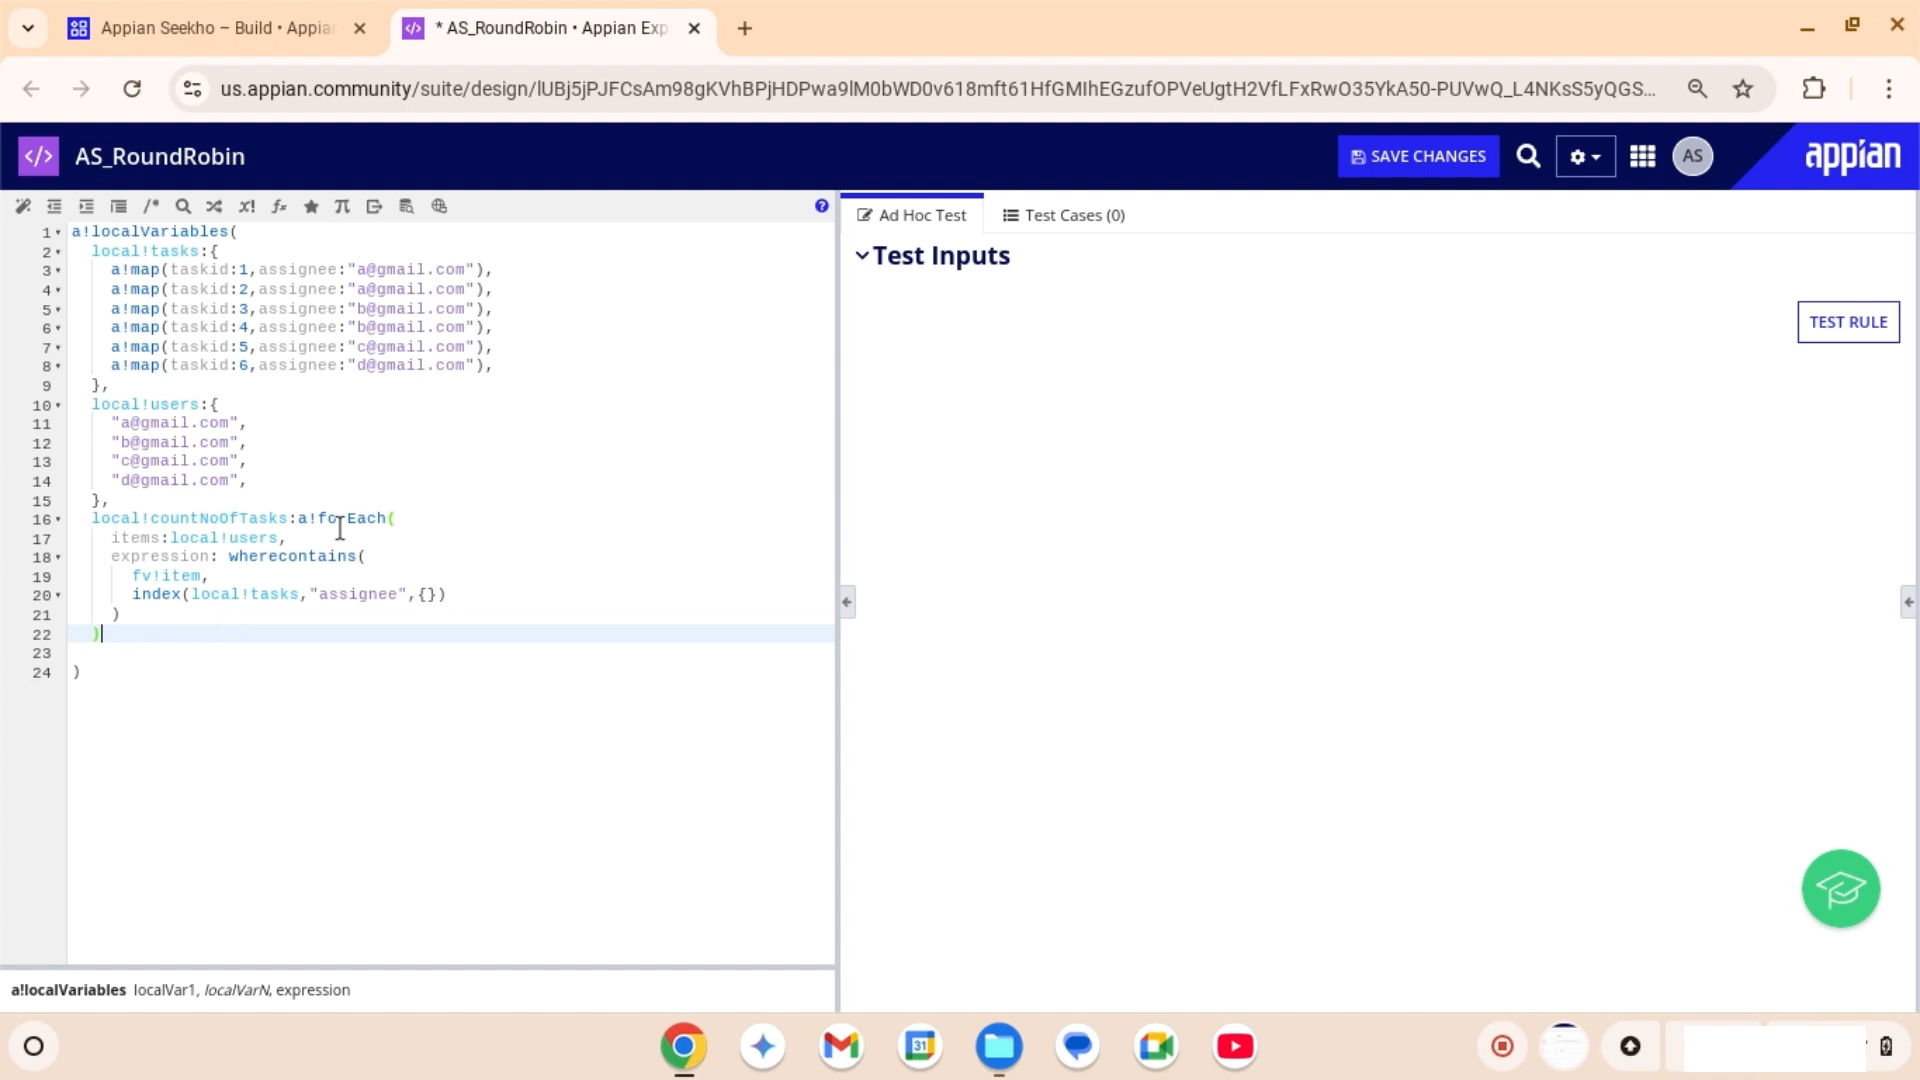 Appian Seekho – Build • Appia
* AS_RoundRobin • Appian Exp
us.appian.community/suite/design/lUBj5jPJFCsAm98gKVhBPjHDPwa9lM0bWD0v618mft61HfGMIhEGzufOPVeUgtH2VfLFxRwO35YkA50-PUVwQ_L4NKsS5yQGS...
</> AS_RoundRobin
SAVE CHANGES
AS
appian
Ad Hoc Test
Test Cases (0)
Test Inputs
TEST RULE
1 a!localVariables(
2 local!tasks:{
3 a!map(taskid:1,assignee:"a@gmail.com"),
4 a!map(taskid:2,assignee:"a@gmail.com"),
5 a!map(taskid:3,assignee:"b@gmail.com"),
6 a!map(taskid:4,assignee:"b@gmail.com"),
7 a!map(taskid:5,assignee:"c@gmail.com"),
8 a!map(taskid:6,assignee:"d@gmail.com"),
9 },
10 local!users:{
11 "a@gmail.com",
12 "b@gmail.com",
13 "c@gmail.com",
14 "d@gmail.com",
15 },
16 local!countNoOfTasks:a!forEach(
17 items:local!users,
18 expression: wherecontains(
19 fv!item,
20 index(local!tasks,"assignee",{})
21 )
22 )
23
24 )
a!localVariables localVar1, localVarN, expression
31